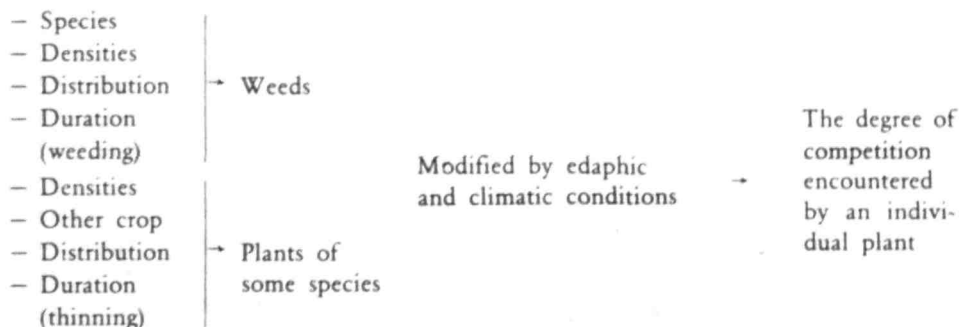 — Species
— Densities
— Distribution
— Duration
(weeding)
→ Weeds
— Densities
— Other crop
— Distribution
— Duration
(thinning)
→ Plants of
some species
Modified by edaphic
and climatic conditions
→
The degree of
competition
encountered
by an indivi-
dual plant